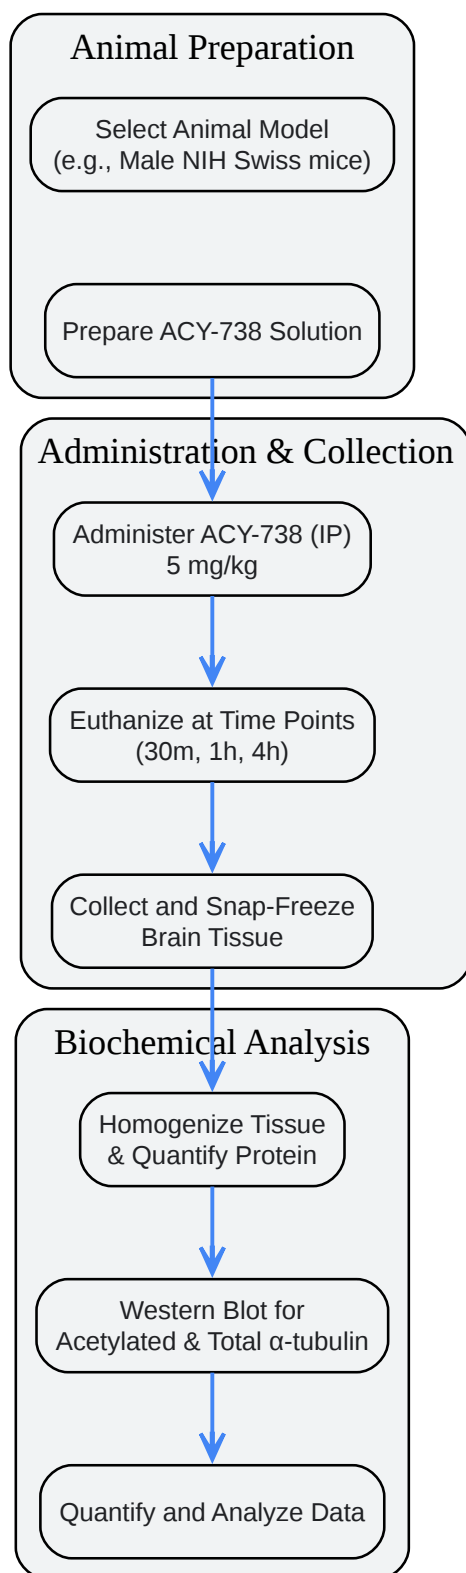 Animal Preparation
Select Animal Model
(e.g., Male NIH Swiss mice)
Prepare ACY-738 Solution
Administration & Collection
Administer ACY-738 (IP)
5 mg/kg
Euthanize at Time Points
(30m, 1h, 4h)
Collect and Snap-Freeze
Brain Tissue
Biochemical Analysis
Homogenize Tissue
& Quantify Protein
Western Blot for
Acetylated & Total α-tubulin
Quantify and Analyze Data